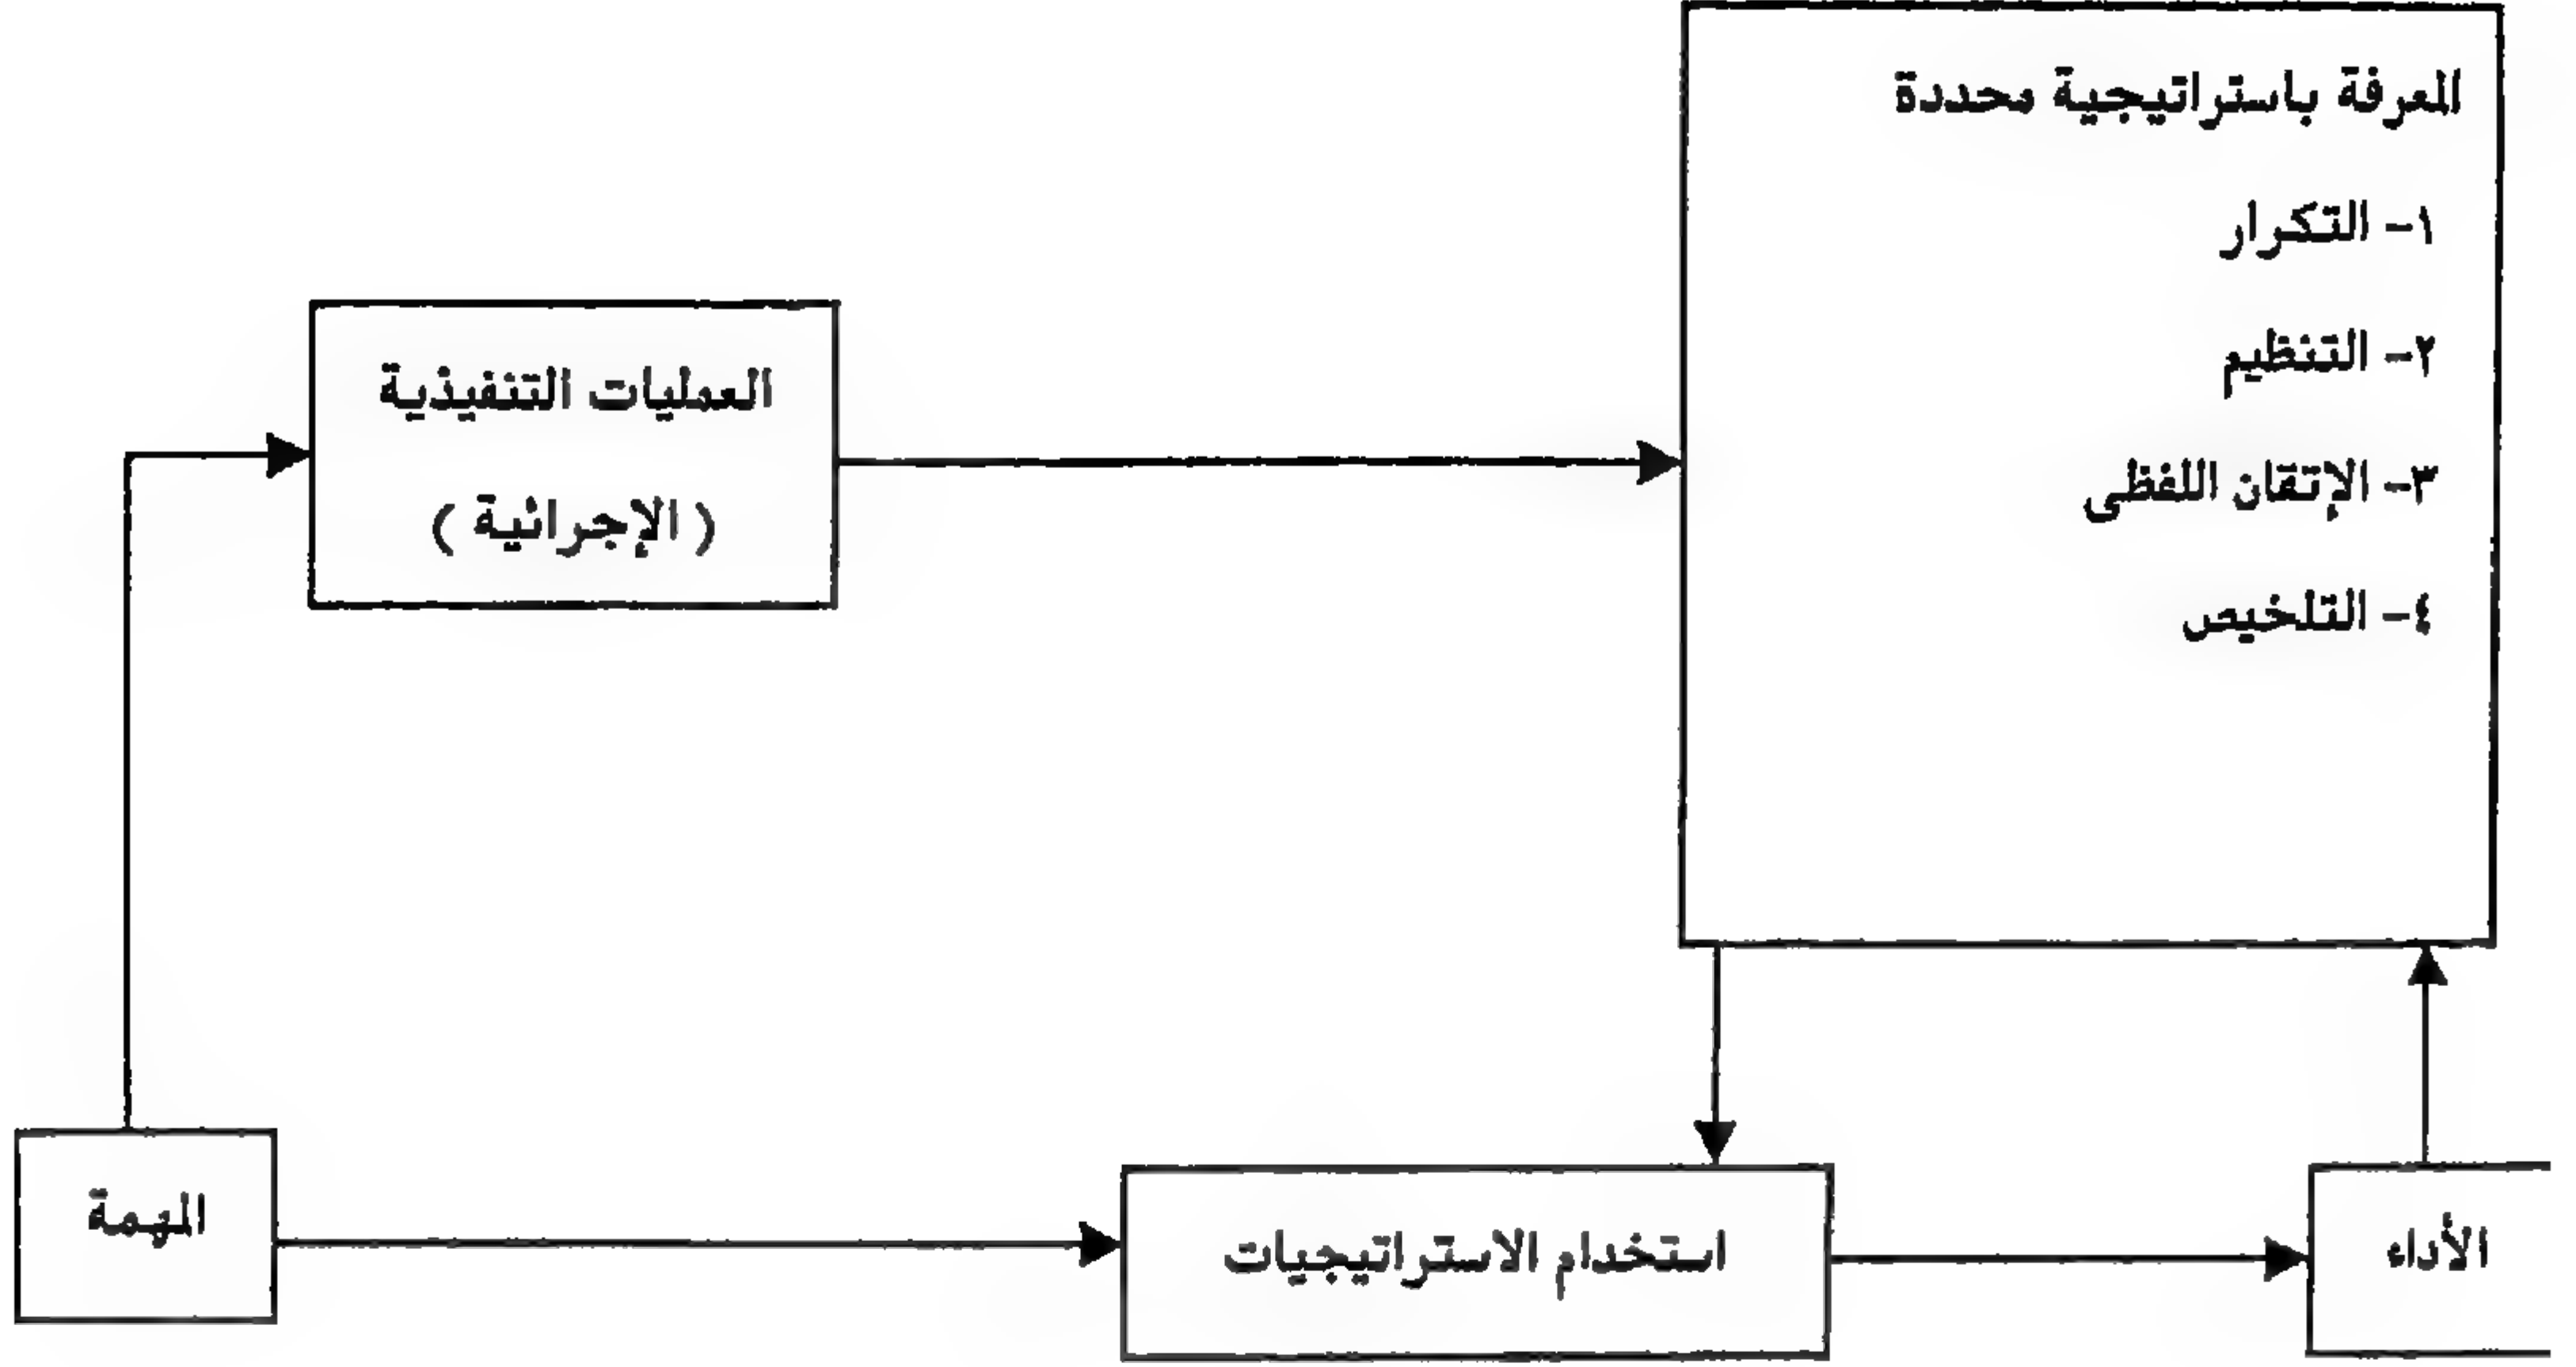 المعرفة باستراتيجية محددة
١- التكرار
٢- التنظيم
٣- الإتقان اللفظى
٤- التلخيص
العمليات التنفيذية
( الإجرائية )
المهمة
استخدام الاستراتيجيات
الأداء